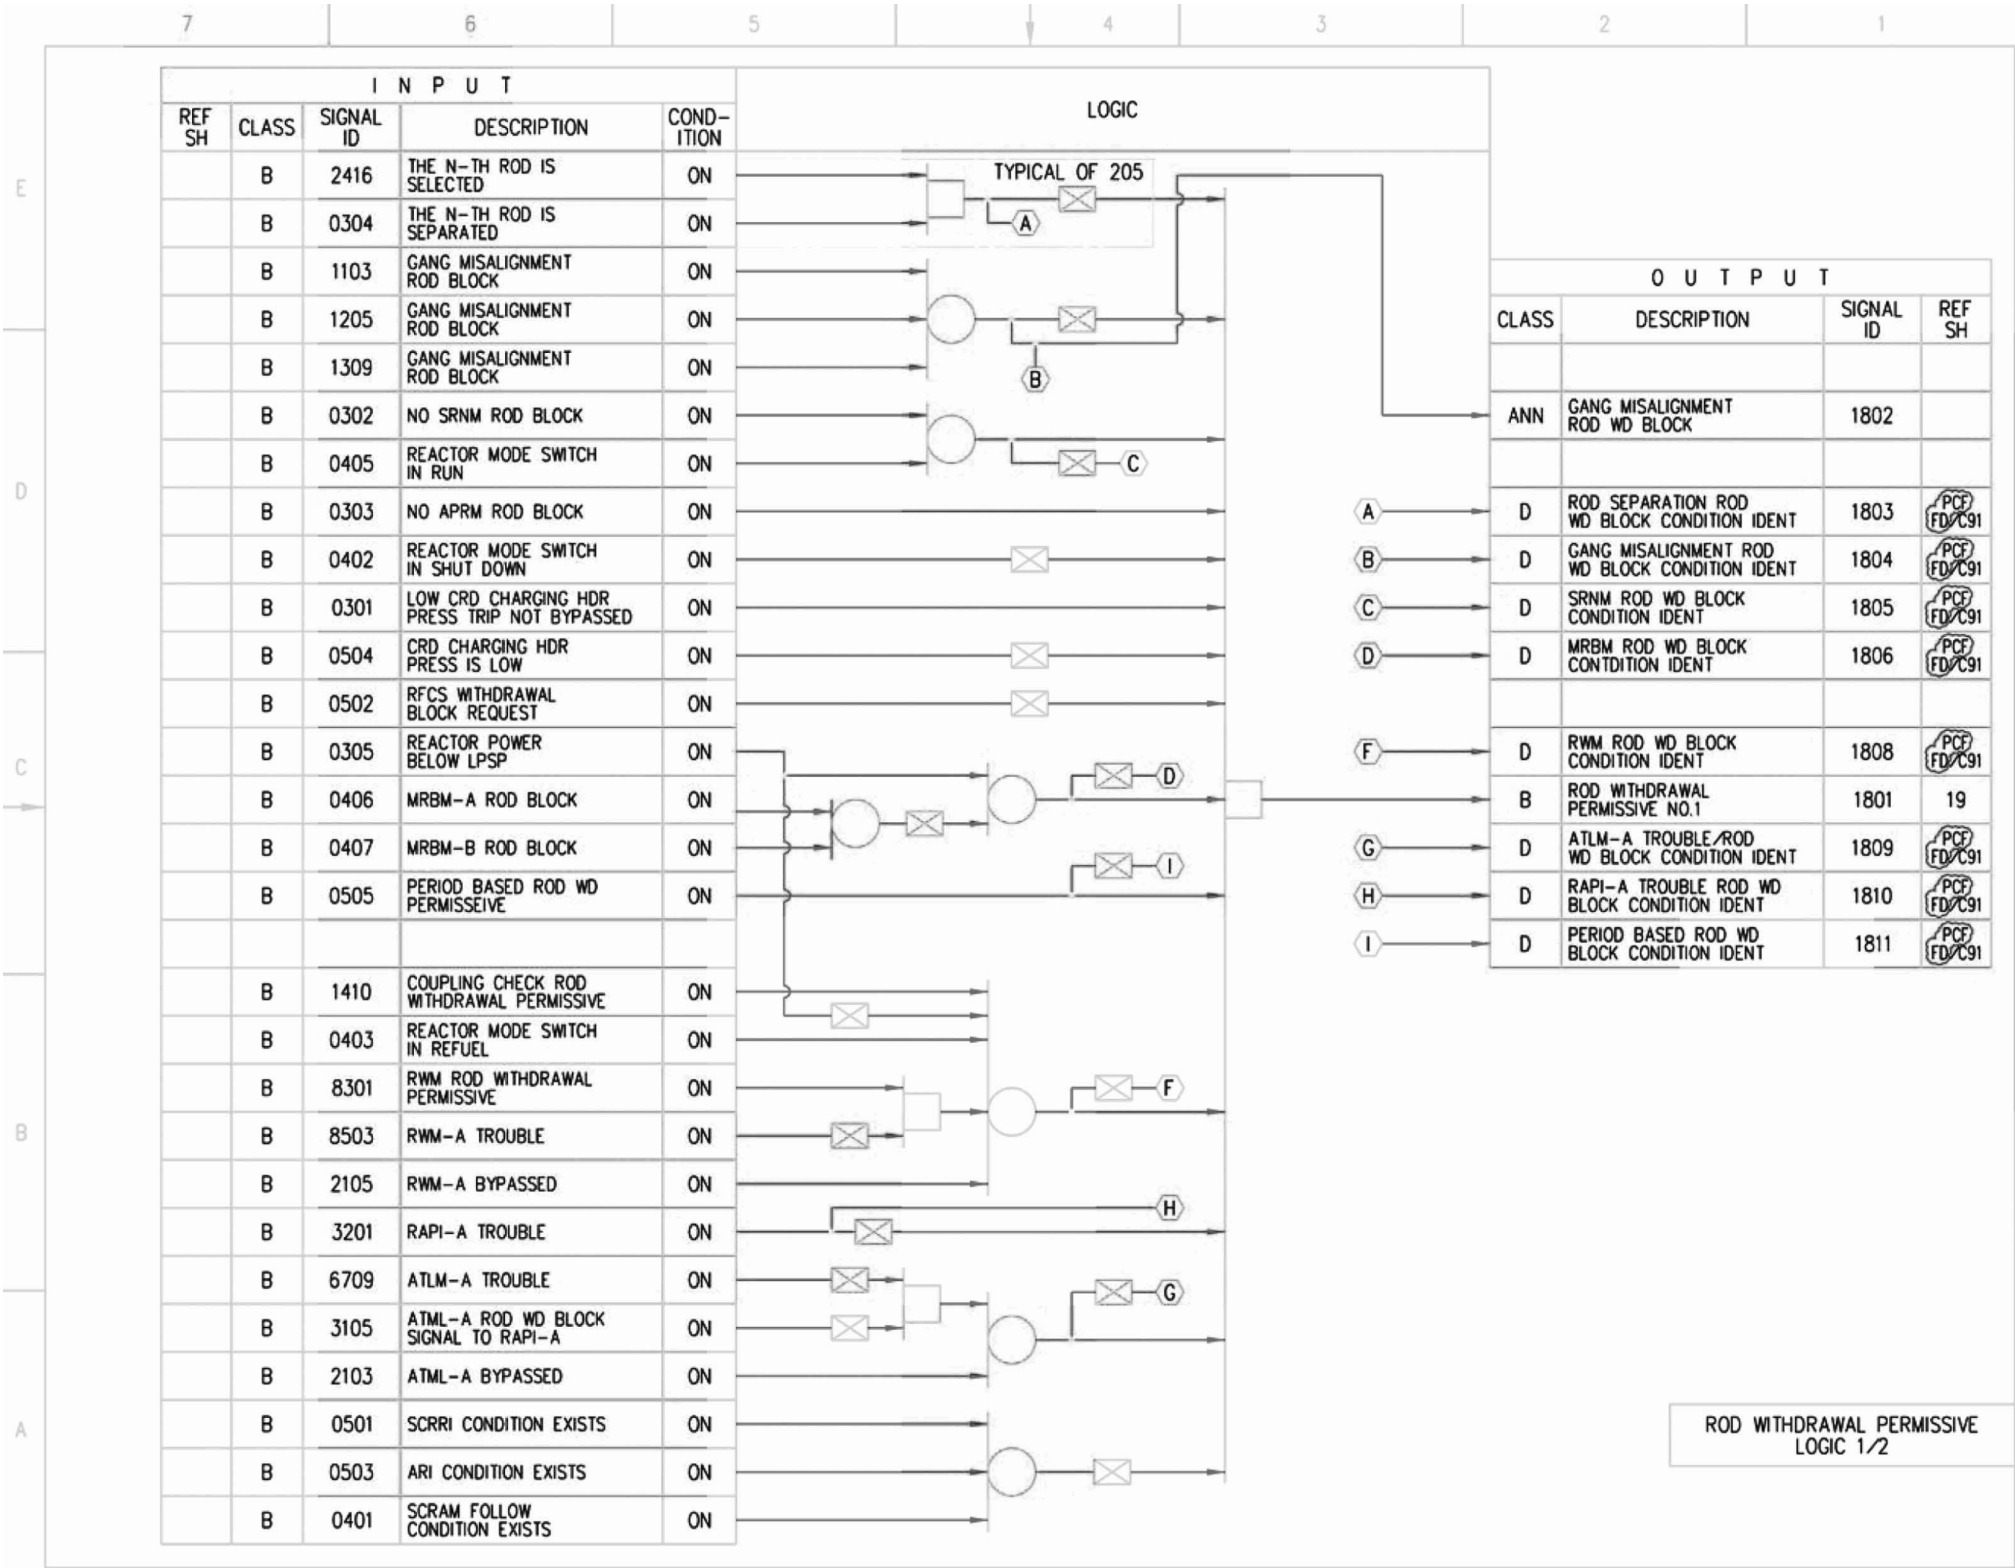 7 6 5 4 3 2 1
E
D
C
B
A
I N P U T
REF SH CLASS SIGNAL ID DESCRIPTION COND-ITION
LOGIC
B 2416 THE N-TH ROD IS
SELECTED ON
B 0304 THE N-TH ROD IS
SEPARATED ON
B 1103 GANG MISALIGNMENT
ROD BLOCK ON
B 1205 GANG MISALIGNMENT
ROD BLOCK ON
B 1309 GANG MISALIGNMENT
ROD BLOCK ON
B 0302 NO SRNM ROD BLOCK ON
B 0405 REACTOR MODE SWITCH
IN RUN ON
B 0303 NO APRM ROD BLOCK ON
B 0402 REACTOR MODE SWITCH
IN SHUT DOWN ON
B 0301 LOW CRD CHARGING HDR
PRESS TRIP NOT BYPASSED ON
B 0504 CRD CHARGING HDR
PRESS IS LOW ON
B 0502 RFCS WITHDRAWAL
BLOCK REQUEST ON
B 0305 REACTOR POWER
BELOW LPSP ON
B 0406 MRBM-A ROD BLOCK ON
B 0407 MRBM-B ROD BLOCK ON
B 0505 PERIOD BASED ROD WD
PERMISSEIVE ON
B 1410 COUPLING CHECK ROD
WITHDRAWAL PERMISSIVE ON
B 0403 REACTOR MODE SWITCH
IN REFUEL ON
B 8301 RWM ROD WITHDRAWAL
PERMISSIVE ON
B 8503 RWM-A TROUBLE ON
B 2105 RWM-A BYPASSED ON
B 3201 RAPI-A TROUBLE ON
B 6709 ATLM-A TROUBLE ON
B 3105 ATML-A ROD WD BLOCK
SIGNAL TO RAPI-A ON
B 2103 ATML-A BYPASSED ON
B 0501 SCRRI CONDITION EXISTS ON
B 0503 ARI CONDITION EXISTS ON
B 0401 SCRAM FOLLOW
CONDITION EXISTS ON
TYPICAL OF 205
A
B
C
D
I
F
H
G
O U T P U T
CLASS DESCRIPTION SIGNAL ID REF SH
ANN GANG MISALIGNMENT
ROD WD BLOCK 1802
A D ROD SEPARATION ROD
WD BLOCK CONDITION IDENT 1803 PCF
FD/C91
B D GANG MISALIGNMENT ROD
WD BLOCK CONDITION IDENT 1804 PCF
FD/C91
C D SRNM ROD WD BLOCK
CONDITION IDENT 1805 PCF
FD/C91
D D MRBM ROD WD BLOCK
CONTDITION IDENT 1806 PCF
FD/C91
F D RWM ROD WD BLOCK
CONDITION IDENT 1808 PCF
FD/C91
B ROD WITHDRAWAL
PERMISSIVE NO.1 1801 19
G D ATLM-A TROUBLE/ROD
WD BLOCK CONDITION IDENT 1809 PCF
FD/C91
H D RAPI-A TROUBLE ROD WD
BLOCK CONDITION IDENT 1810 PCF
FD/C91
I D PERIOD BASED ROD WD
BLOCK CONDITION IDENT 1811 PCF
FD/C91
ROD WITHDRAWAL PERMISSIVE
LOGIC 1/2